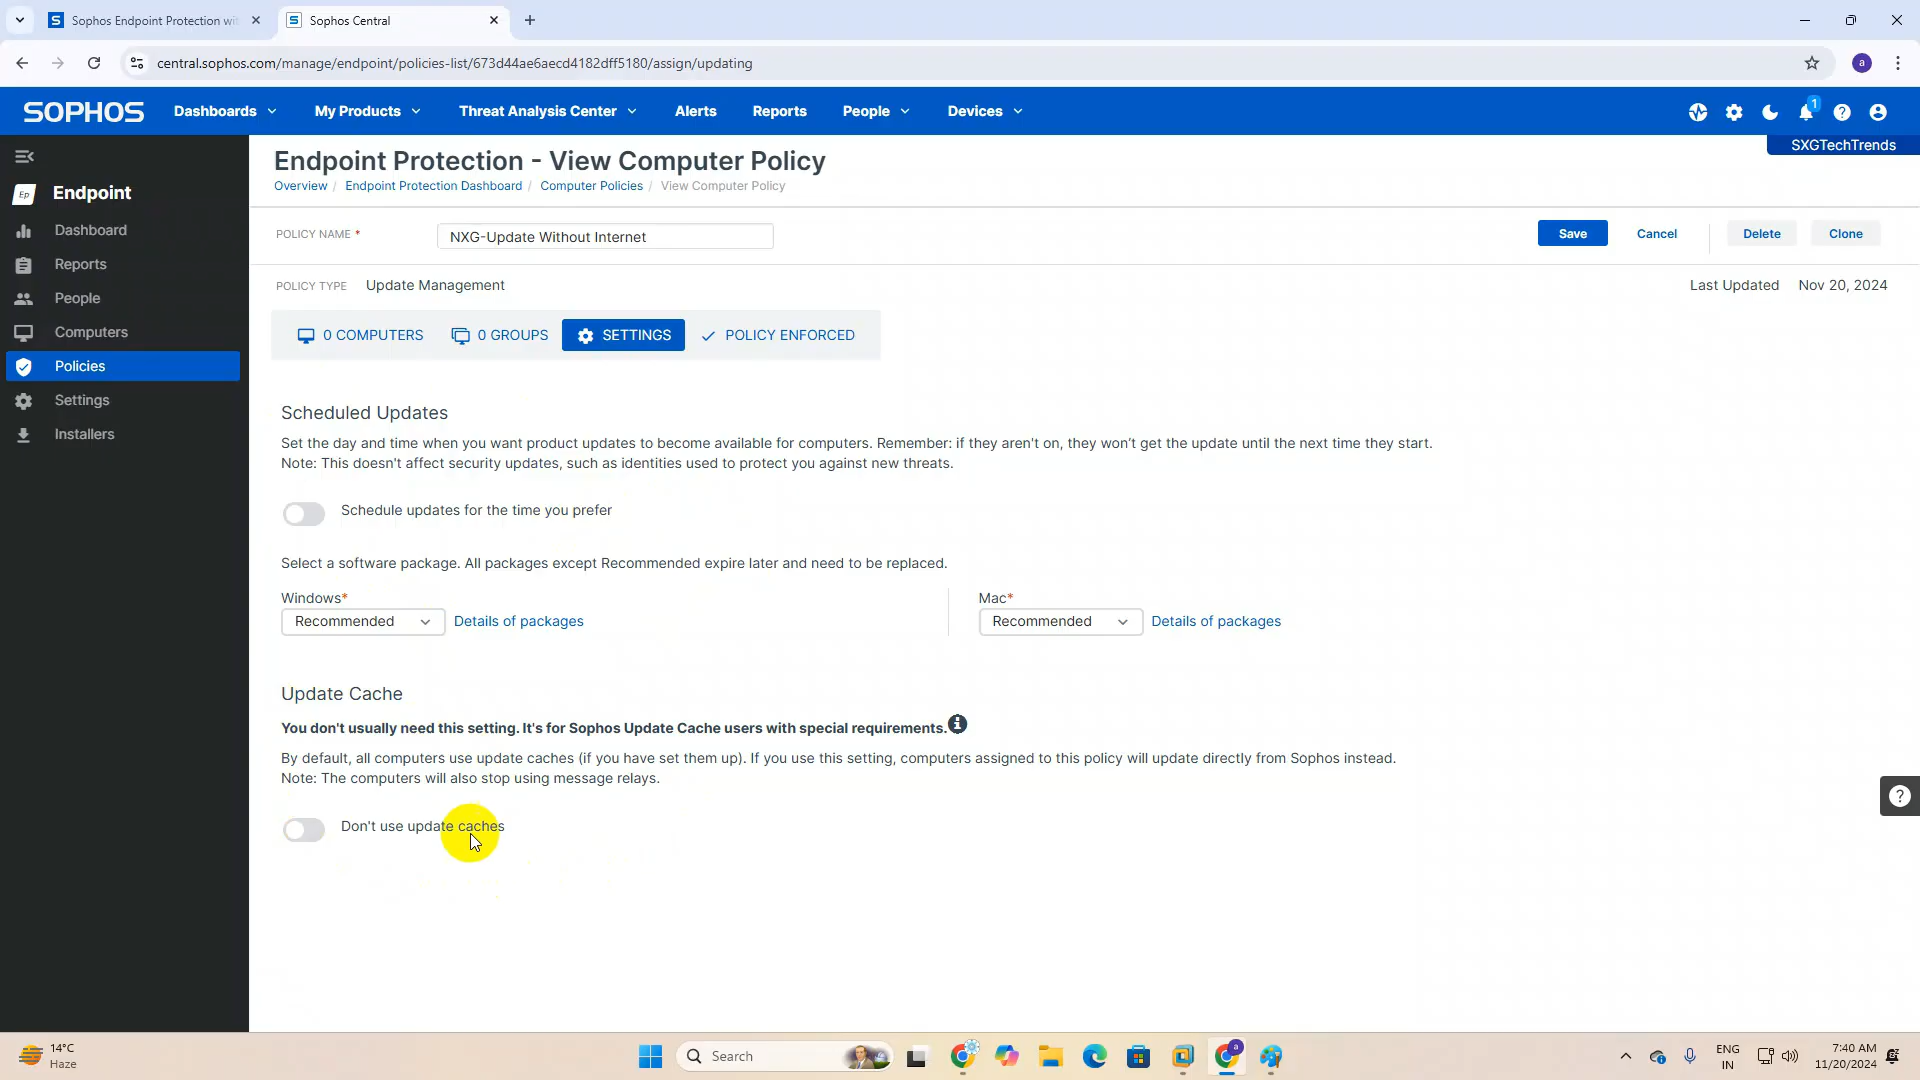 Sophos Endpoint Protection wi
Sophos Central
central.sophos.com/manage/endpoint/policies-list/673d44ae6aecd4182dff5180/assign/updating
a
SOPHOS
Dashboards
My Products
Threat Analysis Center
Alerts
Reports
People
Devices
1
SXGTechTrends
Ep
Endpoint
Dashboard
Reports
People
Computers
Policies
Settings
Installers
Endpoint Protection - View Computer Policy
Overview / Endpoint Protection Dashboard / Computer Policies / View Computer Policy
POLICY NAME *
NXG-Update Without Internet
Save
Cancel
Delete
Clone
POLICY TYPE Update Management
Last Updated Nov 20, 2024
0 COMPUTERS
0 GROUPS
SETTINGS
POLICY ENFORCED
Scheduled Updates
Set the day and time when you want product updates to become available for computers. Remember: if they aren't on, they won't get the update until the next time they start.
Note: This doesn't affect security updates, such as identities used to protect you against new threats.
Schedule updates for the time you prefer
Select a software package. All packages except Recommended expire later and need to be replaced.
Windows*
Recommended
Details of packages
Mac*
Recommended
Details of packages
Update Cache
You don't usually need this setting. It's for Sophos Update Cache users with special requirements.
By default, all computers use update caches (if you have set them up). If you use this setting, computers assigned to this policy will update directly from Sophos instead.
Note: The computers will also stop using message relays.
Don't use update caches
14°C
Haze
Search
a
ENG
IN
7:40 AM
11/20/2024